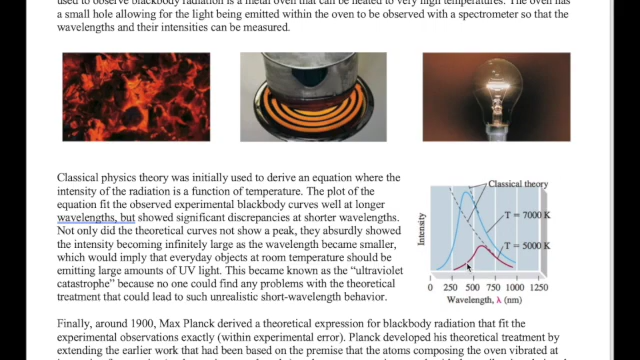 used to observe blackbody radiation is a metal oven that can be heated to very high temperatures. The oven has
a small hole allowing for the light being emitted within the oven to be observed with a spectrometer so that the
wavelengths and their intensities can be measured.
Classical physics theory was initially used to derive an equation where the
intensity of the radiation is a function of temperature. The plot of the
equation fit the observed experimental blackbody curves well at longer
wavelengths, but showed significant discrepancies at shorter wavelengths.
Not only did the theoretical curves not show a peak, they absurdly showed
the intensity becoming infinitely large as the wavelength became smaller,
which would imply that everyday objects at room temperature should be
emitting large amounts of UV light. This became known as the “ultraviolet
catastrophe” because no one could find any problems with the theoretical
treatment that could lead to such unrealistic short-wavelength behavior.
Classical theory
T = 7000 K
T = 5000 K
Intensity
0 250 500 750 1000 1250
Wavelength, λ (nm)
Finally, around 1900, Max Planck derived a theoretical expression for blackbody radiation that fit the
experimental observations exactly (within experimental error). Planck developed his theoretical treatment by
extending the earlier work that had been based on the premise that the atoms composing the oven vibrated at